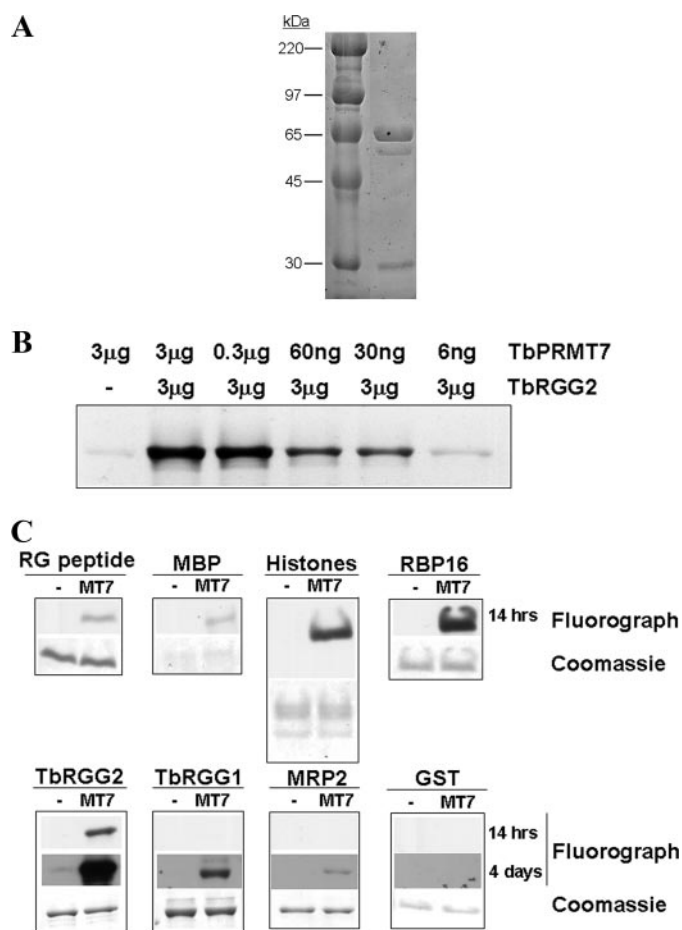 A
kDa
220
97
65
45
30
B
3μg 3μg 0.3μg 60ng 30ng 6ng TbPRMT7
- 3μg 3μg 3μg 3μg 3μg TbRGG2
C
RG peptide MBP Histones RBP16
- MT7 - MT7 - MT7 - MT7
14 hrs Fluorograph
Coomassie
TbRGG2 TbRGG1 MRP2 GST
- MT7 - MT7 - MT7 - MT7
14 hrs
Fluorograph
4 days
Coomassie